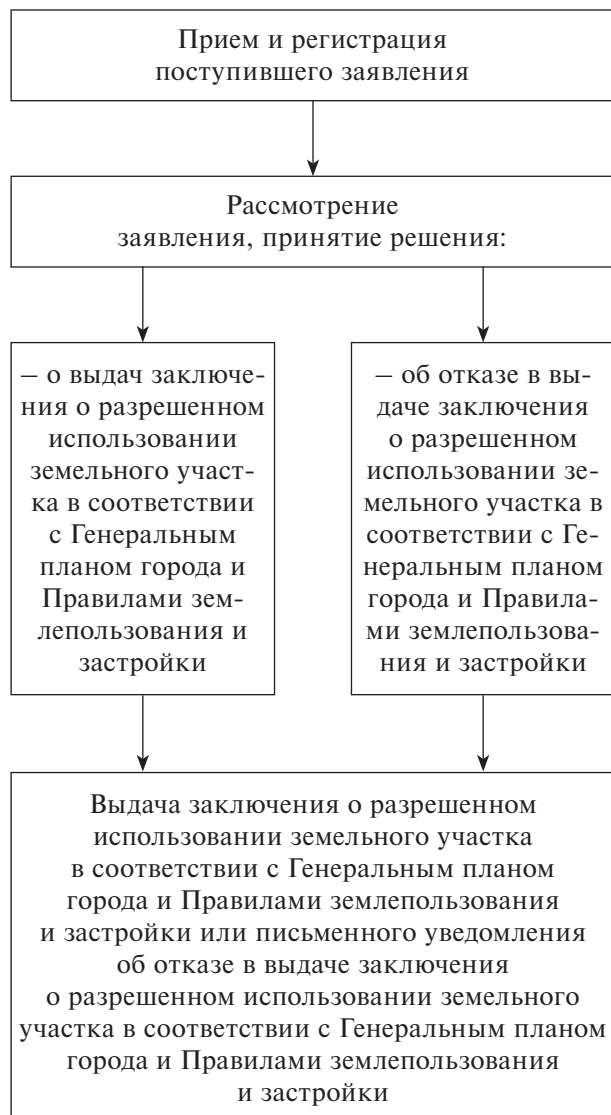 Прием и регистрация
поступившего заявления
Рассмотрение
заявления, принятие решения:
– о выдач заключе-
ния о разрешенном
использовании
земельного участ-
ка в соответствии
с Генеральным
планом города и
Правилами зем-
лепользования и
застройки
– об отказе в вы-
даче заключения
о разрешенном
использовании зе-
мельного участка в
соответствии с Ге-
неральным планом
города и Правила-
ми землепользова-
ния и застройки
Выдача заключения о разрешенном
использовании земельного участка
в соответствии с Генеральным планом
города и Правилами землепользования
и застройки или письменного уведомления
об отказе в выдаче заключения
о разрешенном использовании земельного
участка в соответствии с Генеральным планом
города и Правилами землепользования
и застройки